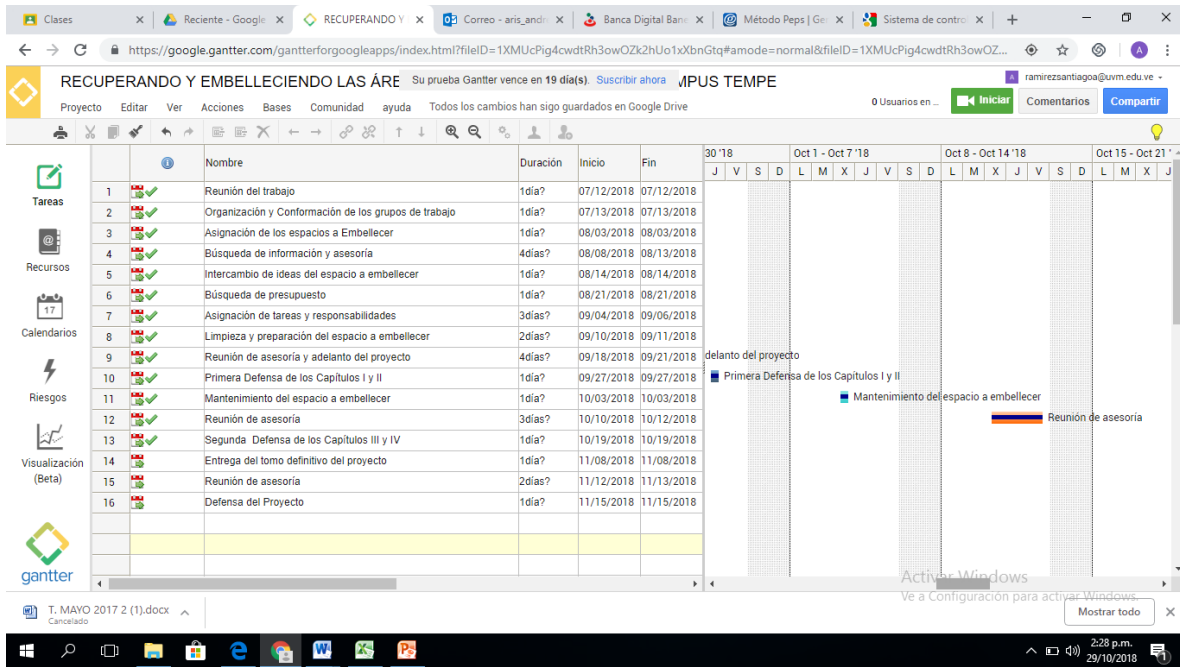 Clases
Reciente - Google
RECUPERANDO Y
Correo - aris_andr
Banca Digital Bane
Método Peps | Ger
Sistema de contro
https://google.gantter.com/gantterforgoogleapps/index.html?fileID=1XMUcPig4cwdtRh3owOZk2hUo1xXbnGtq#amode=normal&fileID=1XMUcPig4cwdtRh3owOZ...
A
RECUPERANDO Y EMBELLECIENDO LAS ÁRE
Su prueba Gantter vence en 19 día(s). Suscribir ahora
MPUS TEMPE
A ramirezsantiagoa@uvm.edu.ve
Proyecto Editar Ver Acciones Bases Comunidad ayuda Todos los cambios han sigo guardados en Google Drive
0 Usuarios en ... Iniciar Comentarios Compartir
Nombre Duración Inicio Fin
30 '18 Oct 1 - Oct 7 '18 Oct 8 - Oct 14 '18 Oct 15 - Oct 21 '
J V S D L M X J V S D L M X J V S D L M X J
1 Reunión del trabajo 1día? 07/12/2018 07/12/2018
2 Organización y Conformación de los grupos de trabajo 1día? 07/13/2018 07/13/2018
3 Asignación de los espacios a Embellecer 1día? 08/03/2018 08/03/2018
4 Búsqueda de información y asesoría 4días? 08/08/2018 08/13/2018
5 Intercambio de ideas del espacio a embellecer 1día? 08/14/2018 08/14/2018
6 Búsqueda de presupuesto 1día? 08/21/2018 08/21/2018
7 Asignación de tareas y responsabilidades 3días? 09/04/2018 09/06/2018
8 Limpieza y preparación del espacio a embellecer 2días? 09/10/2018 09/11/2018
9 Reunión de asesoría y adelanto del proyecto 4días? 09/18/2018 09/21/2018 delanto del proyecto
10 Primera Defensa de los Capítulos I y II 1día? 09/27/2018 09/27/2018 Primera Defensa de los Capítulos I y II
11 Mantenimiento del espacio a embellecer 1día? 10/03/2018 10/03/2018 Mantenimiento del espacio a embellecer
12 Reunión de asesoría 3días? 10/10/2018 10/12/2018 Reunión de asesoría
13 Segunda Defensa de los Capítulos III y IV 1día? 10/19/2018 10/19/2018
14 Entrega del tomo definitivo del proyecto 1día? 11/08/2018 11/08/2018
15 Reunión de asesoría 2días? 11/12/2018 11/13/2018
16 Defensa del Proyecto 1día? 11/15/2018 11/15/2018
Tareas
Recursos
17
Calendarios
Riesgos
Visualización
(Beta)
gantter
Activar Windows
Ve a Configuración para activar Windows.
T. MAYO 2017 2 (1).docx
Cancelado
Mostrar todo
2:28 p.m.
29/10/2018